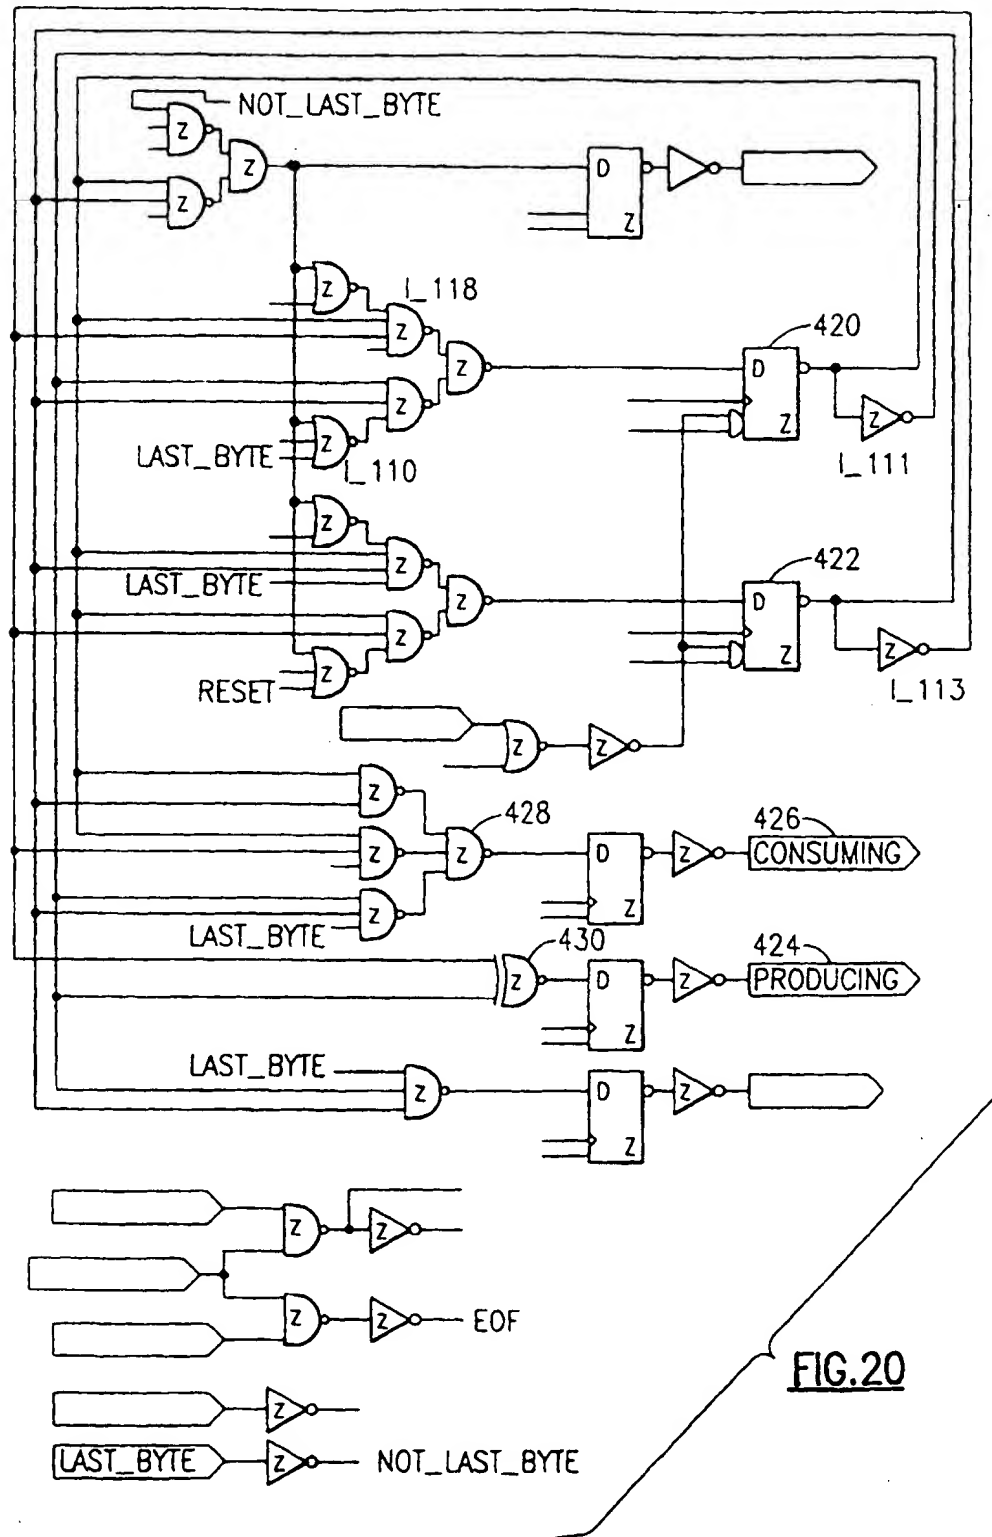 NOT_LAST_BYTE
Z
Z
Z
D
Z
Z
I_118
Z
Z
420
Z
D
Z
Z
LAST_BYTE
Z
I_110
Z
I_111
Z
Z
422
LAST_BYTE
Z
D
Z
Z
Z
RESET
Z
I_113
Z
Z
Z
428
426
Z
Z
D
Z
CONSUMING
Z
Z
LAST_BYTE
430
424
Z
D
Z
PRODUCING
Z
LAST_BYTE
Z
D
Z
Z
Z
Z
Z
Z
EOF
FIG.20
Z
LAST_BYTE
Z
NOT_LAST_BYTE